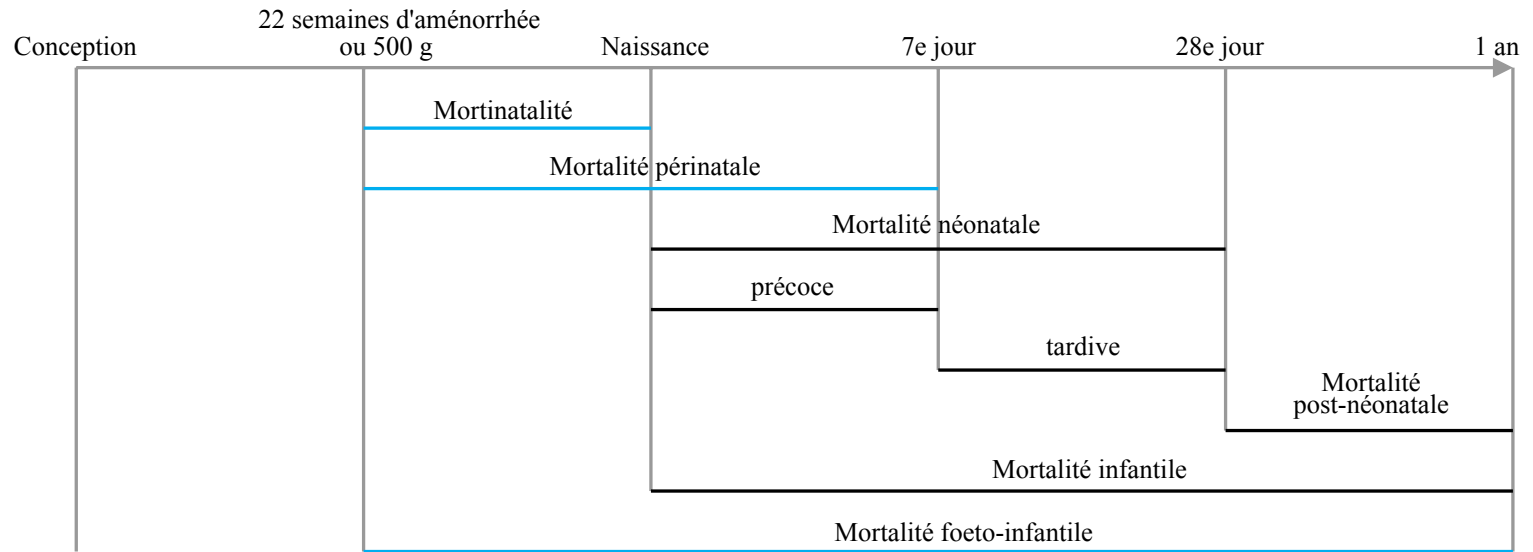 22 semaines d'aménorrhée
Conception
ou 500 g
Naissance
7e jour
28e jour
1 an
Mortinatalité
Mortalité périnatale
Mortalité néonatale
précoce
tardive
Mortalité
post-néonatale
Mortalité infantile
Mortalité foeto-infantile